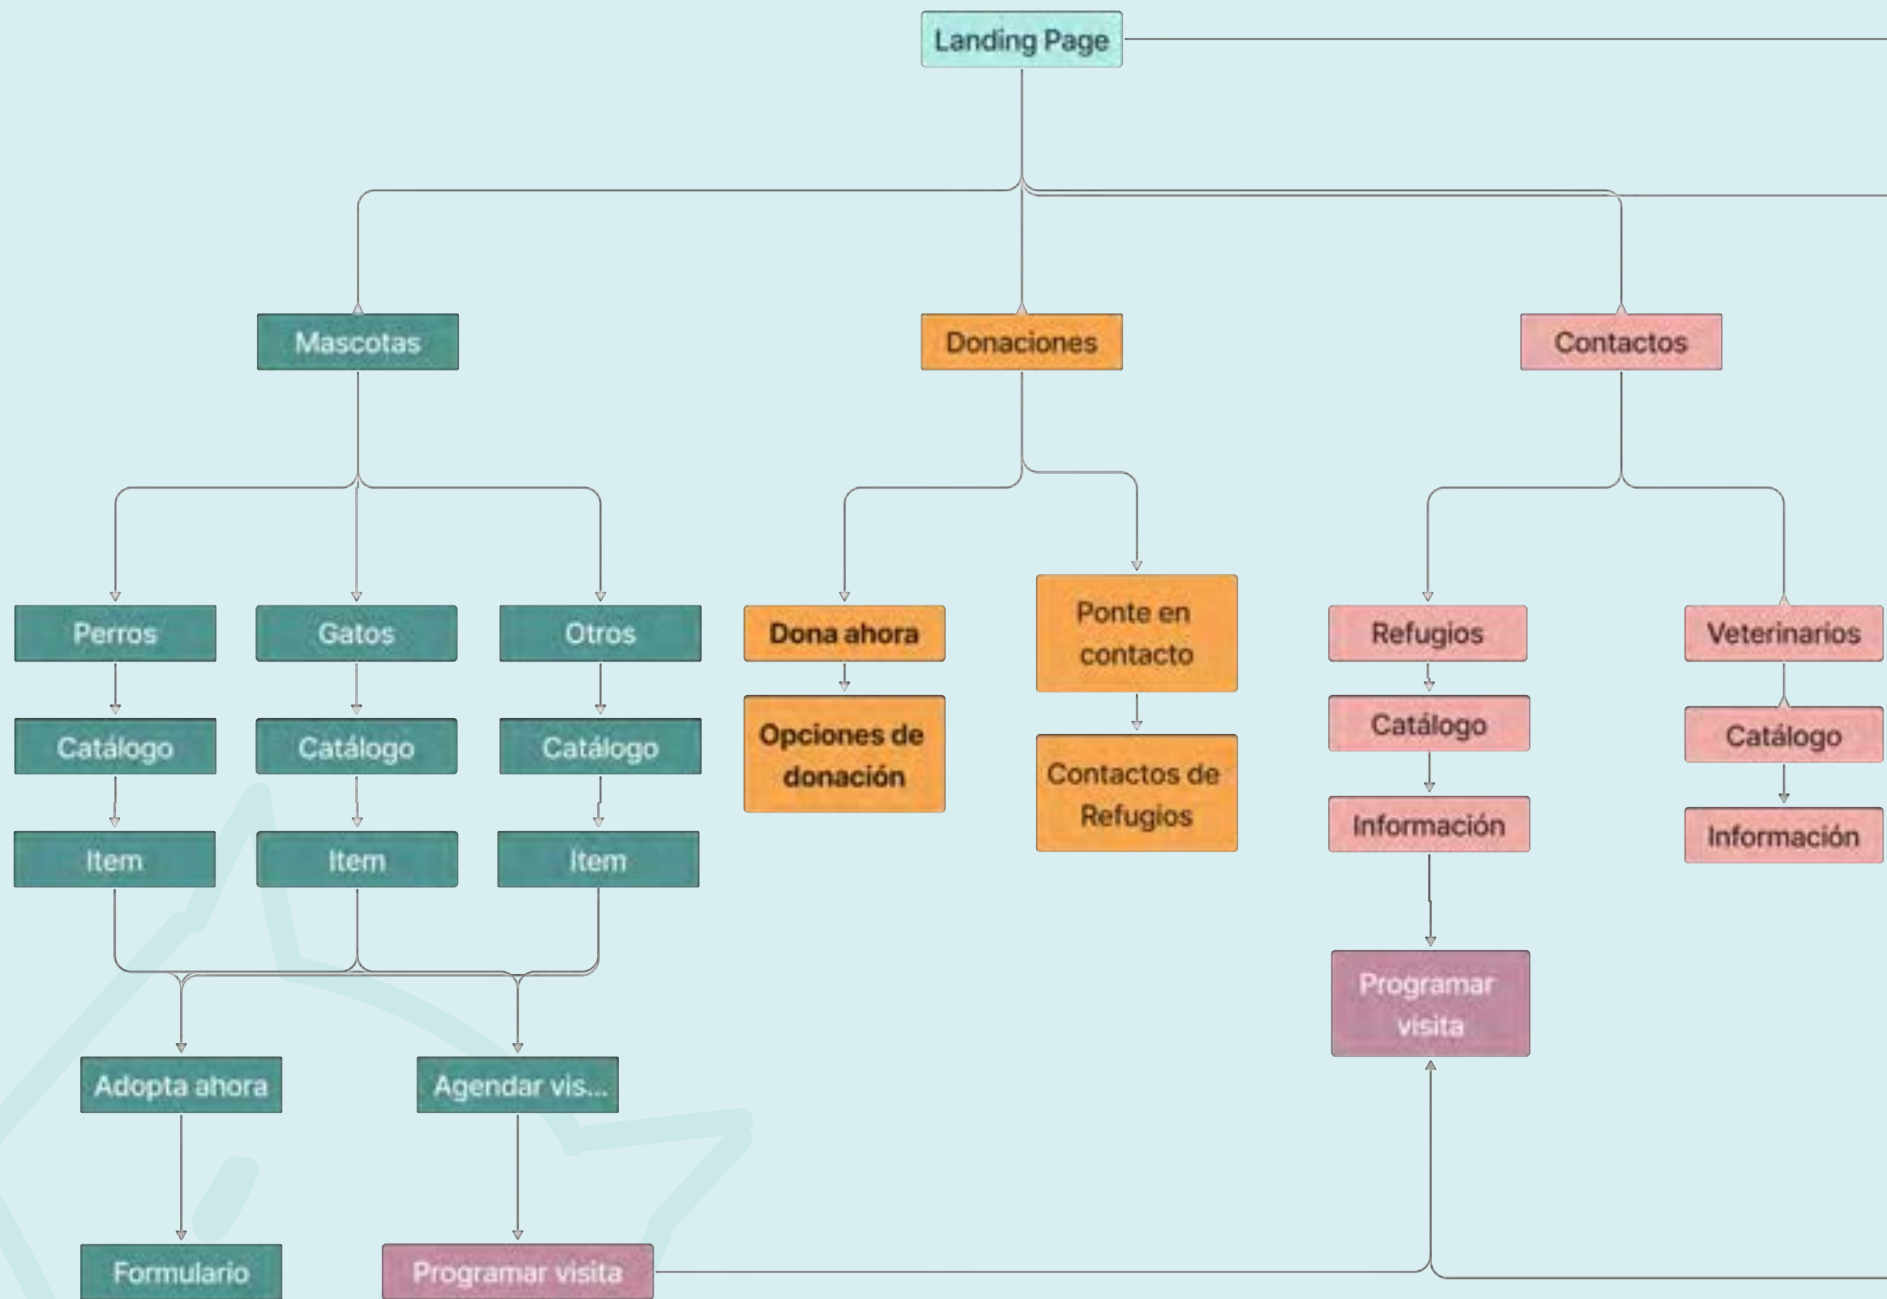 Landing Page
Mascotas
Donaciones
Contactos
Perros
Gatos
Otros
Dona ahora
Ponte en
contacto
Refugios
Veterinarios
Catálogo
Catálogo
Catálogo
Opciones de
donación
Contactos de
Refugios
Catálogo
Catálogo
Item
Item
Item
Información
Información
Programar
visita
Adopta ahora
Agendar vis...
Formulario
Programar visita